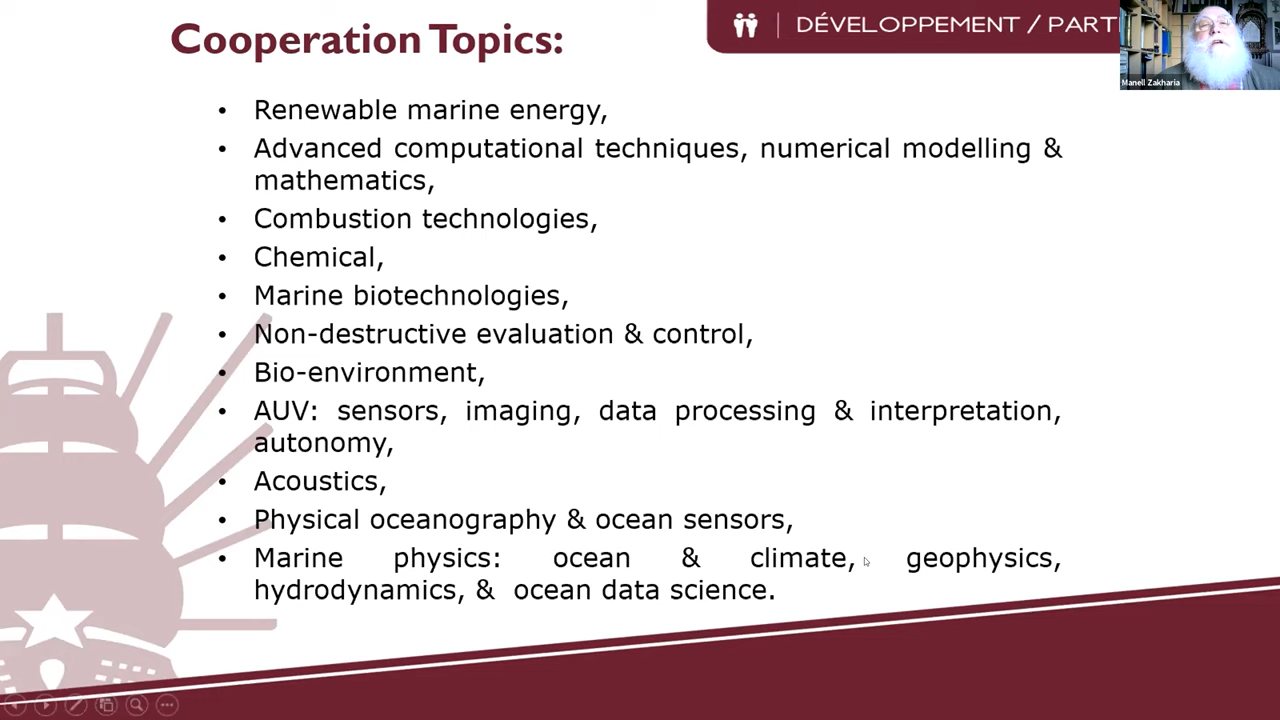 Cooperation Topics:
DÉVELOPPEMENT / PARTE
Manell Zakharia
• Renewable marine energy,
• Advanced computational techniques, numerical modelling &
mathematics,
• Combustion technologies,
• Chemical,
• Marine biotechnologies,
• Non-destructive evaluation & control,
• Bio-environment,
• AUV: sensors, imaging, data processing & interpretation,
autonomy,
• Acoustics,
• Physical oceanography & ocean sensors,
• Marine physics: ocean & climate, geophysics,
hydrodynamics, & ocean data science.